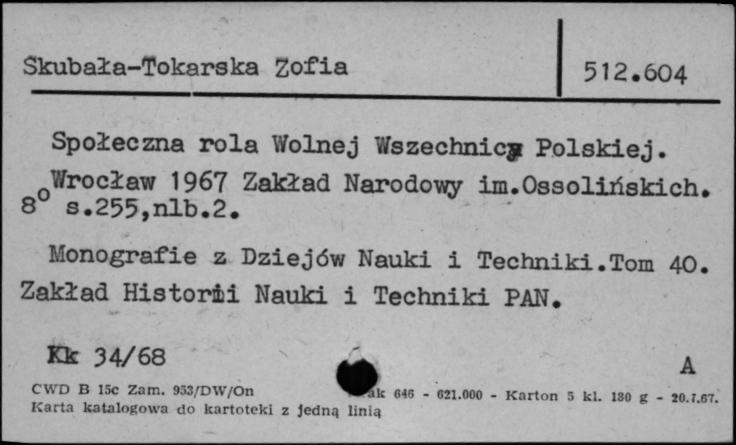 Skubała-Tokarska Zofia
512.604
Społeczna rola Wolnej Wszechnicy Polskiej.
Wrocław 1967 Zakład Narodowy im.Ossolińskich.
8° s.255,nlb.2.
Monografie z Dziejów Nauki i Techniki.Tom 40.
Zakład Historii Nauki i Techniki PAN.
Kk 34/68
A
CWD B 15c Zam. 953/DW/On ak 646 - 621.000 - Karton 5 kl. 180 g - 20.7.67.
Karta katalogowa do kartoteki z jedną linią